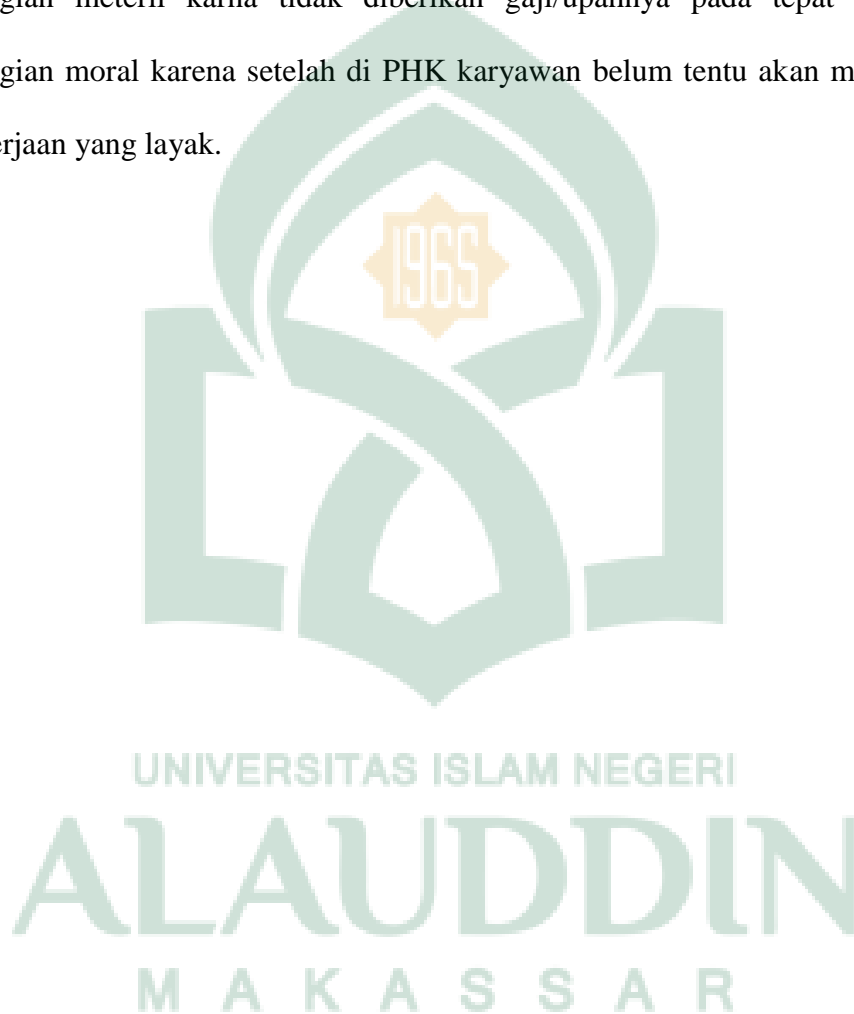 gian meteril karna tidak diberikan gaji/upahnya pada tepat
gian moral karena setelah di PHK karyawan belum tentu akan m
erjaan yang layak.
1965
UNIVERSITAS ISLAM NEGERI
ALAUDDIN
MAKASSAR